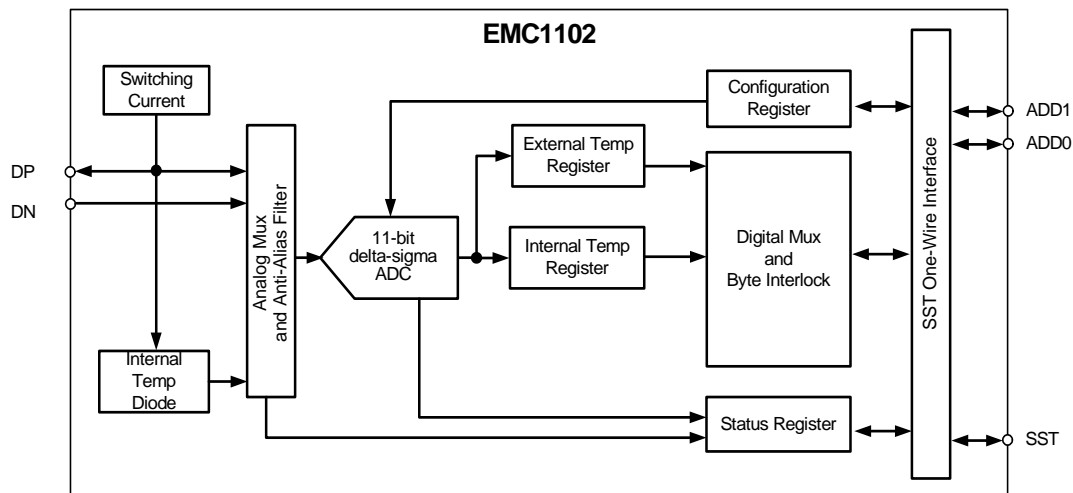 EMC1102
Switching
Current
Configuration
Register
ADD1
ADD0
External Temp
Register
DP
DN
Analog Mux
and Anti-Alias Filter
11-bit
delta-sigma
ADC
Internal Temp
Register
Digital Mux
and
Byte Interlock
SST One-Wire Interface
Internal
Temp
Diode
Status Register
SST